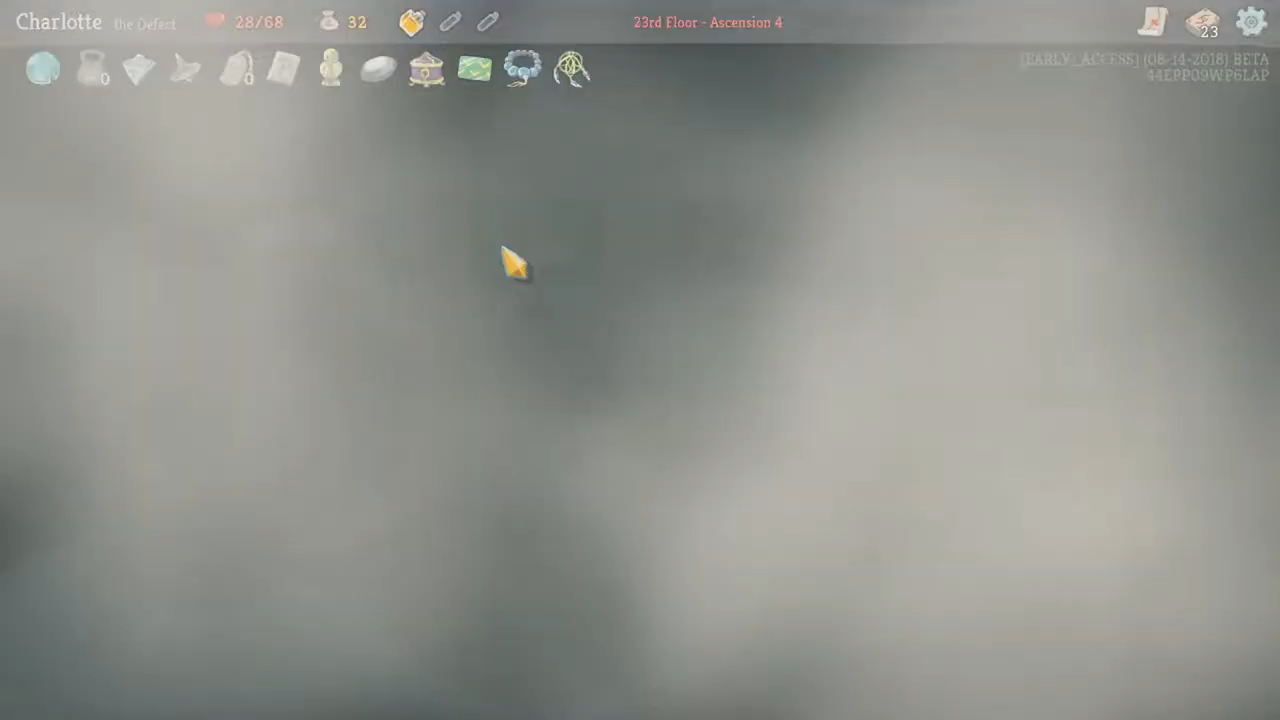 Charlotte the Defect 28/68 32 23rd Floor - Ascension 4 23
0 0
[EARLY_ACCESS] (08-14-2018) BETA
44EPP09WP6LAP